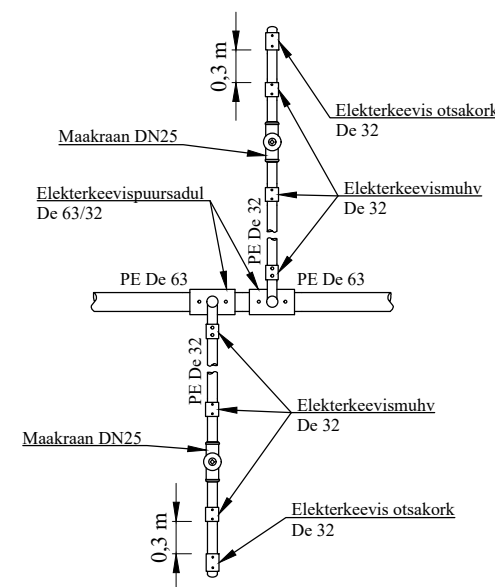 0,3 m
Elekterkeevis otsakork
De 32
Maakraan DN25
Elekterkeevispuursadul
De 63/32
Elekterkeevismuhv
De 32
PE De 32
PE De 63
PE De 63
PE De 32
Elekterkeevismuhv
De 32
Maakraan DN25
Elekterkeevis otsakork
De 32
0,3 m